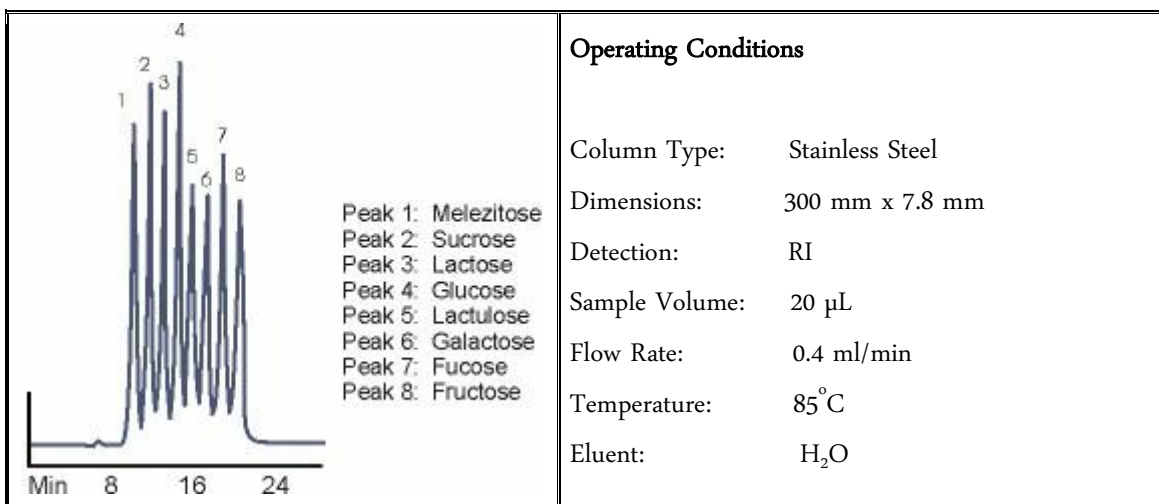 4
2
3
1
7
5
8
6
Peak 1: Melezitose
Peak 2: Sucrose
Peak 3: Lactose
Peak 4: Glucose
Peak 5: Lactulose
Peak 6: Galactose
Peak 7: Fucose
Peak 8: Fructose
Min 8 16 24
Operating Conditions
Column Type: Stainless Steel
Dimensions: 300 mm x 7.8 mm
Detection: RI
Sample Volume: 20 µL
Flow Rate: 0.4 ml/min
Temperature: 85°C
Eluent: H₂O